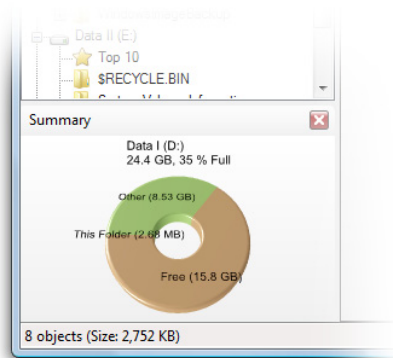 Data II (E:)
Top 10
$RECYCLE.BIN
Summary
Data I (D:)
24.4 GB, 35 % Full
Other (8.53 GB)
This Folder (2.68 MB)
Free (15.8 GB)
8 objects (Size: 2,752 KB)